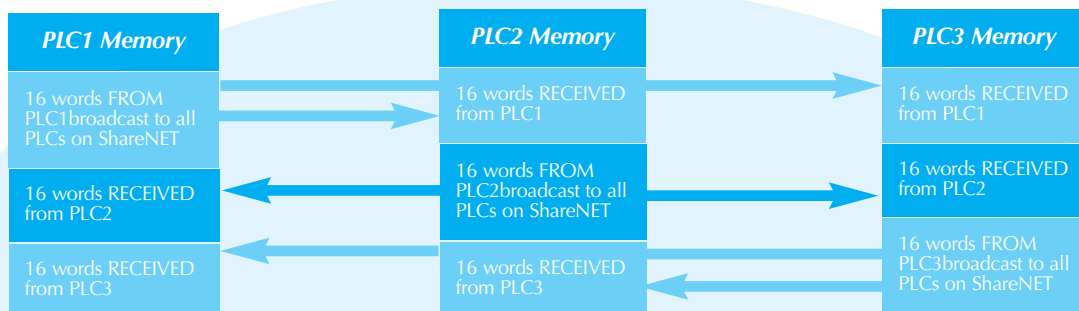 PLC1 Memory
16 words FROM
PLC1broadcast to all
PLCs on ShareNET
16 words RECEIVED
from PLC2
16 words RECEIVED
from PLC3
PLC2 Memory
16 words RECEIVED
from PLC1
16 words FROM
PLC2broadcast to all
PLCs on ShareNET
16 words RECEIVED
from PLC3
PLC3 Memory
16 words RECEIVED
from PLC1
16 words RECEIVED
from PLC2
16 words FROM
PLC3broadcast to all
PLCs on ShareNET